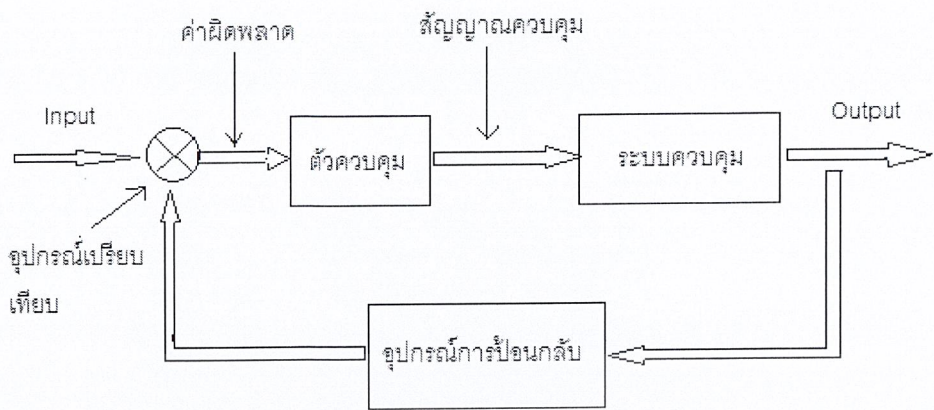 ค่าผิดพลาด
สัญญาณควบคุม
Input
Output
ตัวควบคุม
ระบบควบคุม
อุปกรณ์เปรียบ
เทียบ
อุปกรณ์การป้อนกลับ